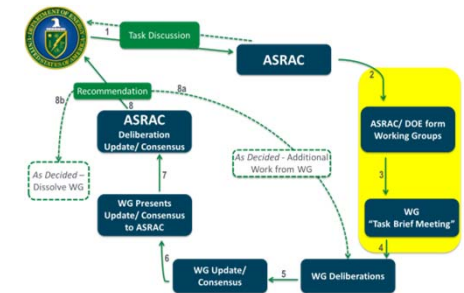 1
Task Discussion
ASRAC
2
ASRAC/ DOE form
Working Groups
3
WG
"Task Brief Meeting"
4
WG Deliberations
5
WG Update/
Consensus
6
WG Presents
Update/ Consensus
to ASRAC
7
ASRAC
Deliberation
Update/Consensus
8
Recommendation
8a
8b
As Decided - Additional
Work from WG
As Decided –
Dissolve WG